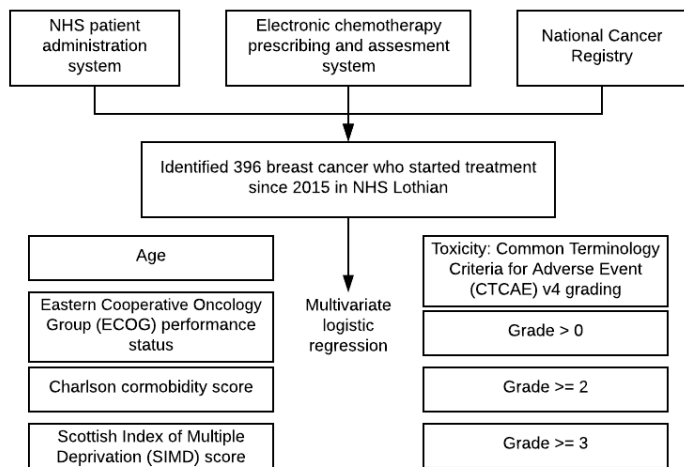 NHS patient
administration
system
Electronic chemotherapy
prescribing and assesment
system
National Cancer
Registry
Identified 396 breast cancer who started treatment
since 2015 in NHS Lothian
Age
Eastern Cooperative Oncology
Group (ECOG) performance
status
Charlson cormobidity score
Scottish Index of Multiple
Deprivation (SIMD) score
Multivariate
logistic
regression
Toxicity: Common Terminology
Criteria for Adverse Event
(CTCAE) v4 grading
Grade > 0
Grade >= 2
Grade >= 3